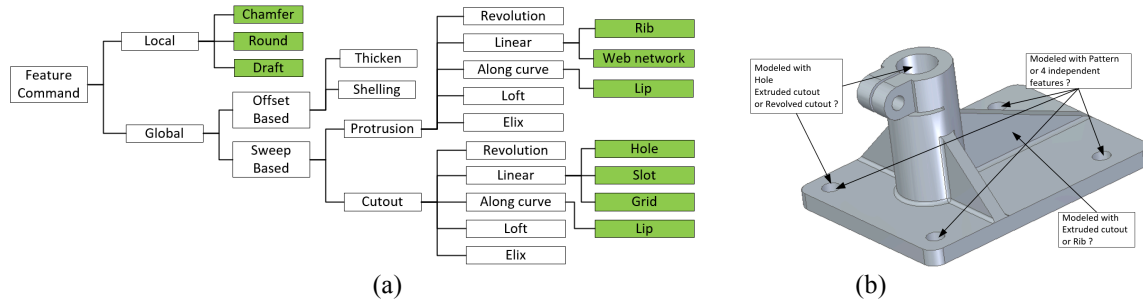 Feature
Command
Local
Global
Chamfer
Round
Draft
Offset
Based
Sweep
Based
Thicken
Shelling
Protrusion
Cutout
Revolution
Linear
Along curve
Loft
Elix
Rib
Web network
Lip
Revolution
Linear
Along curve
Loft
Elix
Hole
Slot
Grid
Lip
(a)
Modeled with
Hole
Extruded cutout
or Revolved cutout ?
Modeled with Pattern
or 4 independent
features ?
Modeled with
Extruded cutout
or Rib ?
(b)